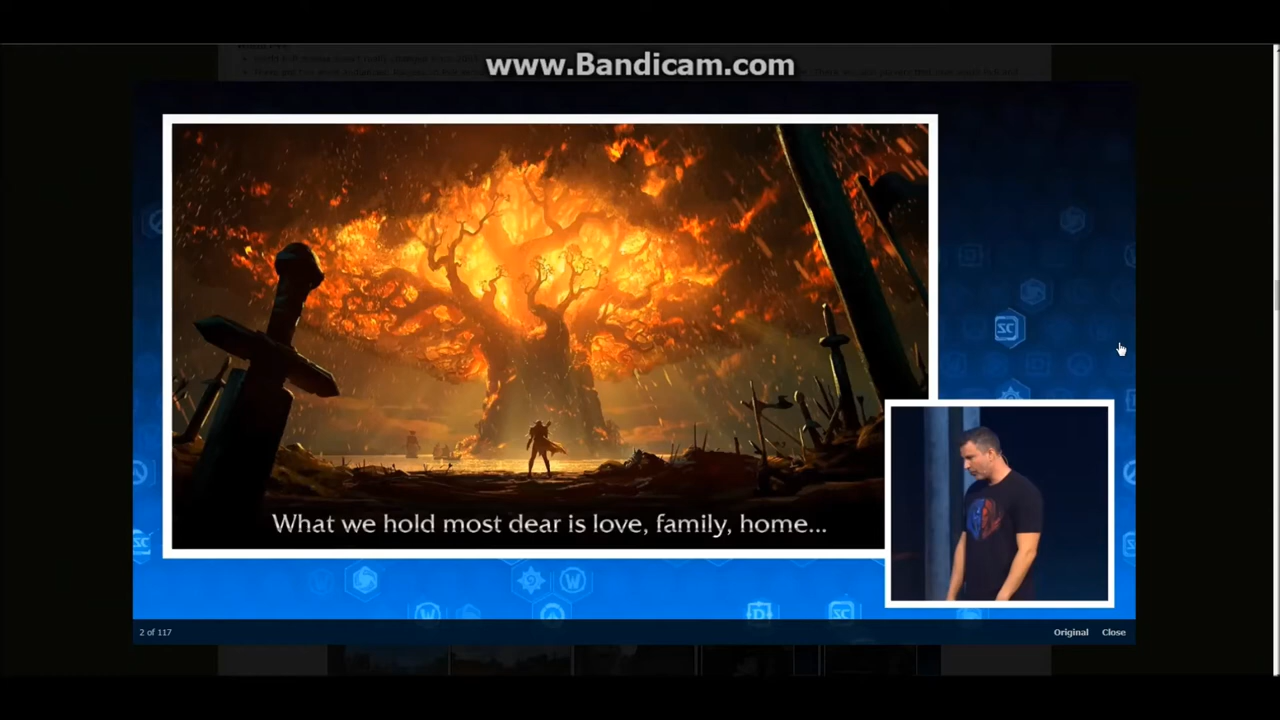 www.Bandicam.com
What we hold most dear is love, family, home...
2 of 117
Original
Close